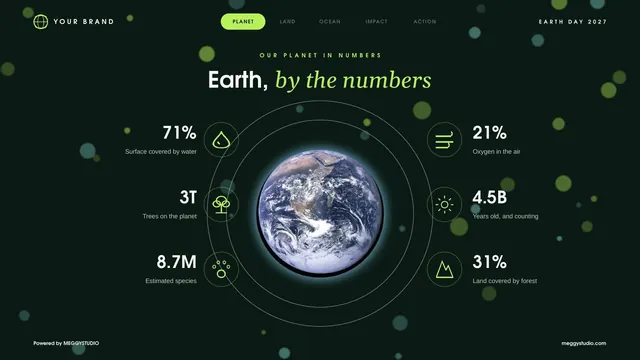 YOUR BRAND
PLANET
LAND
OCEAN
IMPACT
ACTION
EARTH DAY 2027
OUR PLANET IN NUMBERS
Earth, by the numbers
71%
Surface covered by water
3T
Trees on the planet
8.7M
Estimated species
21%
Oxygen in the air
4.5B
Years old, and counting
31%
Land covered by forest
Powered by MEGGYSTUDIO
meggystudio.com